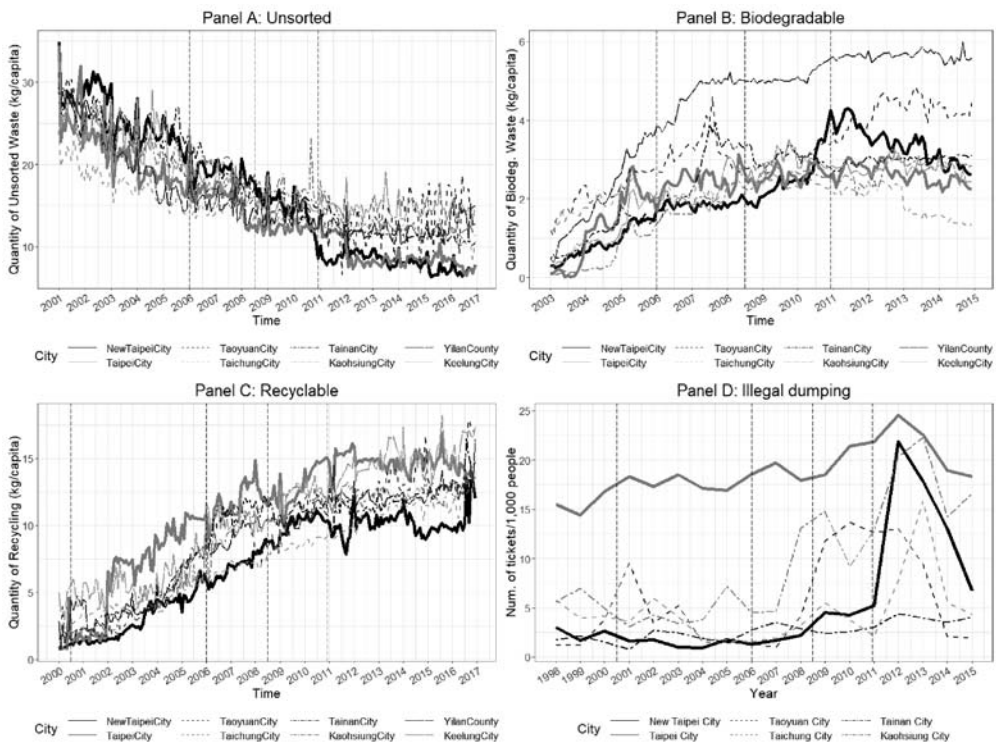 Panel A: Unsorted
Quantity of Unsorted Waste (kg/capita)
30
20
10
2001 2002 2003 2004 2005 2006 2007 2008 2009 2010 2011 2012 2013 2014 2015 2016 2017
Time
City NewTaipeiCity TaoyuanCity TainanCity YilanCounty
TaipeiCity TaichungCity KaohsiungCity KeelungCity
Panel B: Biodegradable
Quantity of Biodeg. Waste (kg/capita)
6
4
2
0
2003 2004 2005 2006 2007 2008 2009 2010 2011 2012 2013 2015
Time
City NewTaipeiCity TaoyuanCity TainanCity YilanCounty
TaipeiCity TaichungCity KaohsiungCity KeelungCity
Panel C: Recyclable
Quantity of Recycling (kg/capita)
15
10
5
0
2000 2001 2002 2003 2004 2005 2006 2007 2008 2009 2010 2011 2012 2013 2014 2015 2016 2017
Time
City NewTaipeiCity TaoyuanCity TainanCity YilanCounty
TaipeiCity TaichungCity KaohsiungCity KeelungCity
Panel D: Illegal dumping
Num. of tickets/1,000 people
25
20
15
10
5
0
1998 1999 2000 2001 2002 2003 2004 2005 2006 2007 2008 2009 2010 2011 2012 2013 2014 2015
Year
City New Taipei City Taoyuan City Tainan City
Taipei City Taichung City Kaohsiung City